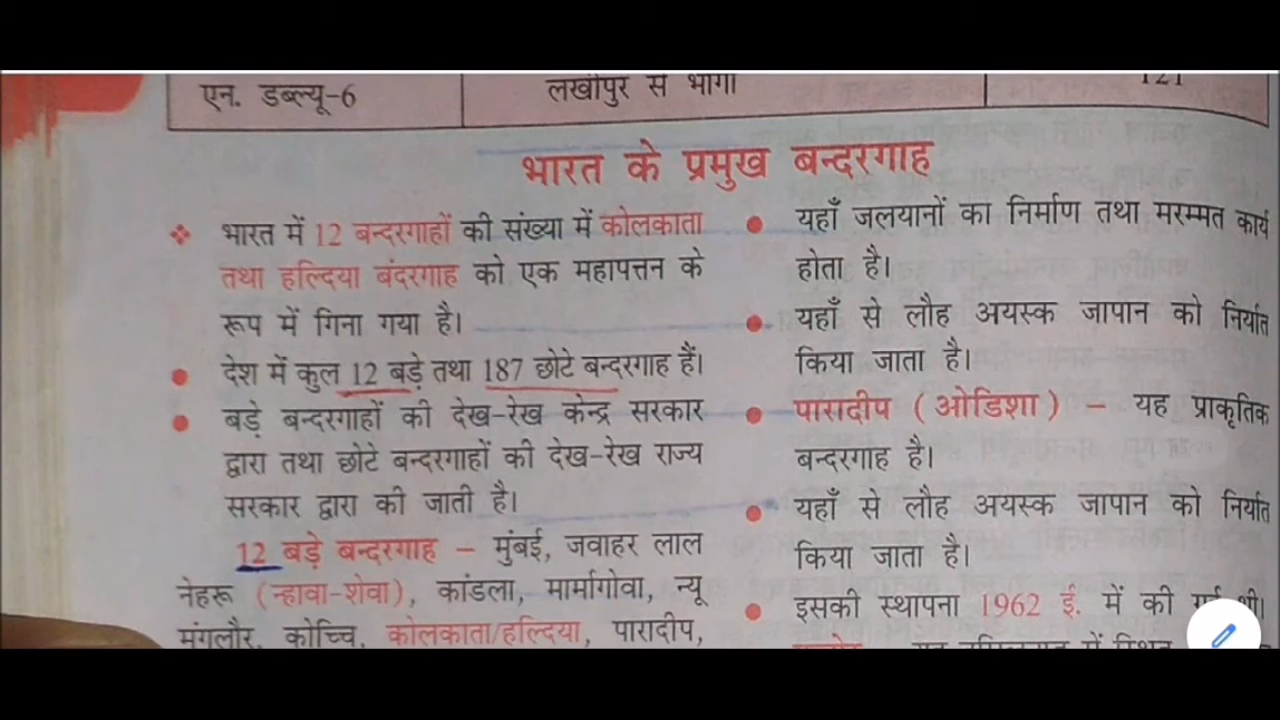 एन. डब्ल्यू-6
लखीपुर से भांगा
121
भारत के प्रमुख बन्दरगाह
भारत में 12 बन्दरगाहों की संख्या में कोलकाता
तथा हल्दिया बंदरगाह को एक महापत्तन के
रूप में गिना गया है।
देश में कुल 12 बड़े तथा 187 छोटे बन्दरगाह हैं।
बड़े बन्दरगाहों की देख-रेख केन्द्र सरकार
द्वारा तथा छोटे बन्दरगाहों की देख-रेख राज्य
सरकार द्वारा की जाती है।
12 बड़े बन्दरगाह – मुंबई, जवाहर लाल
नेहरू (न्हावा-शेवा), कांडला, मार्मागोवा, न्यू
मंगलौर, कोच्चि, कोलकाता/हल्दिया, पारादीप,
यहाँ जलयानों का निर्माण तथा मरम्मत कार्य
होता है।
यहाँ से लौह अयस्क जापान को निर्यात
किया जाता है।
पारादीप (ओडिशा) – यह प्राकृतिक
बन्दरगाह है।
यहाँ से लौह अयस्क जापान को निर्यात
किया जाता है।
इसकी स्थापना 1962 ई. में की गई थी।